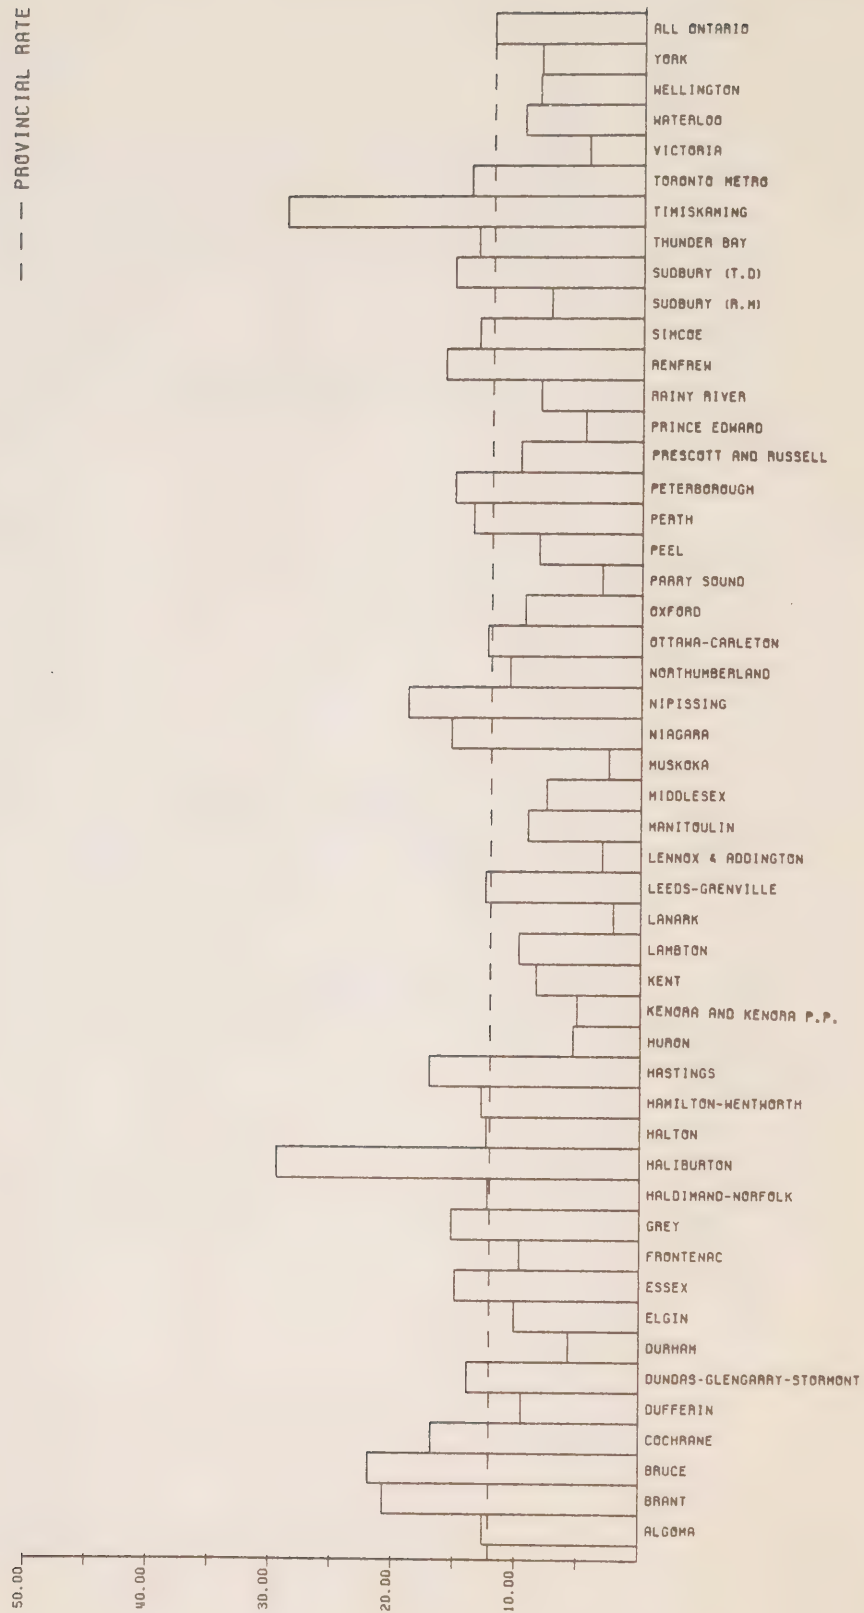 — — — PROVINCIAL RATE
ALL ONTARIO
YORK
WELLINGTON
WATERLOO
VICTORIA
TORONTO METRO
TIMISKAMING
THUNDER BAY
SUDBURY (T.D)
SUDBURY (R.M)
SIMCOE
RENFREW
RAINY RIVER
PRINCE EDWARD
PRESCOTT AND RUSSELL
PETERBOROUGH
PERTH
PEEL
PARRY SOUND
OXFORD
OTTAWA-CARLETON
NORTHUMBERLAND
NIPISSING
NIAGARA
MUSKOKA
MIDDLESEX
MANITOULIN
LENNOX & ADDINGTON
LEEDS-GRENVILLE
LANARK
LAMBTON
KENT
KENORA AND KENORA P.P.
HURON
HASTINGS
HAMILTON-WENTWORTH
HALTON
HALIBURTON
HALDIMAND-NORFOLK
GREY
FRONTENAC
ESSEX
ELGIN
DURHAM
DUNDAS-GLENGARRY-STORMONT
DUFFERIN
COCHRANE
BRUCE
BRANT
ALGOMA
50.00
40.00
30.00
20.00
10.00